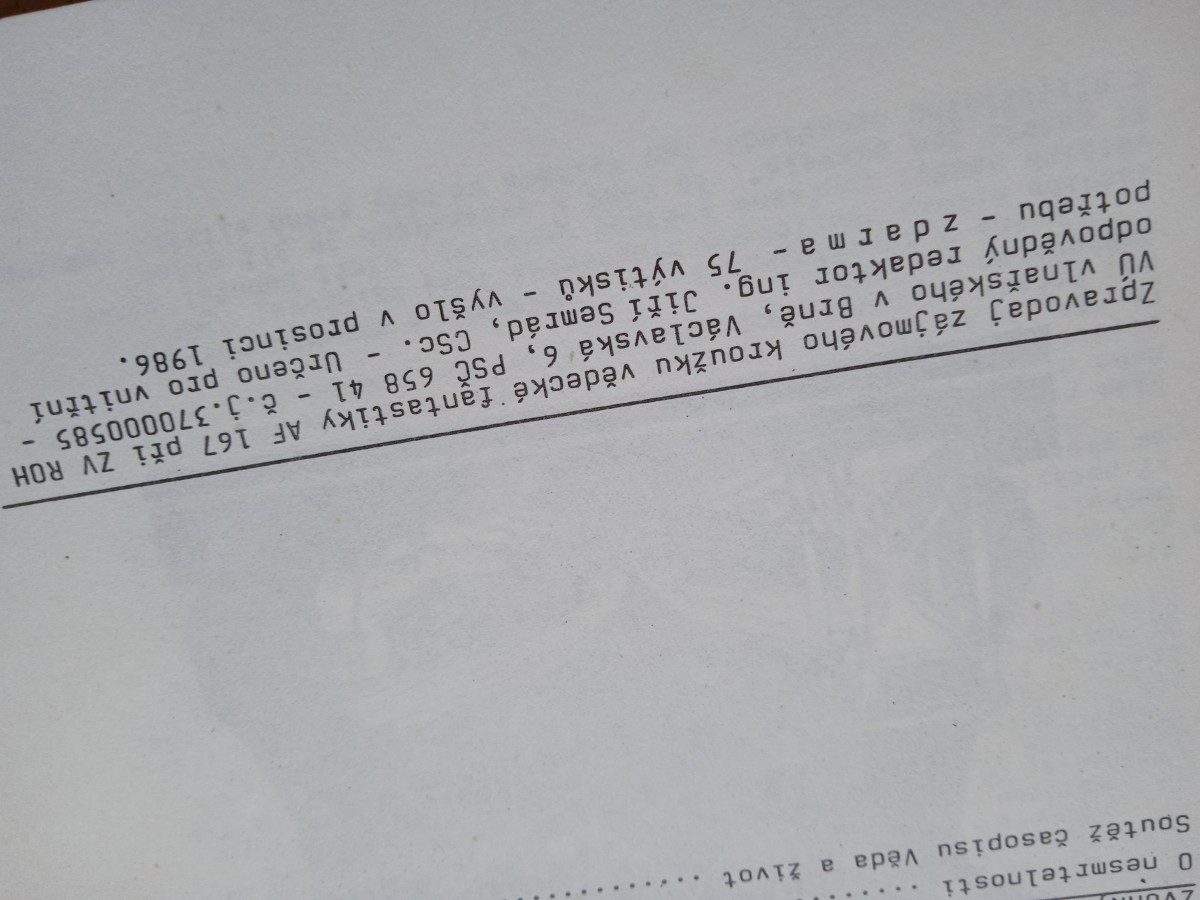 O nesmrtelnosti ......
Soutěž časopisu Věda a život ............
Zpravodaj zájmového kroužku vědecké fantastiky AF 167 při ZV ROH
VÚ vlnařského v Brně, Václavská 6, PSČ 658 41 - č.j.370000585 -
odpovědný redaktor ing. Jiří Semrád, CSc. - Určeno pro vnitřní
potřebu - z d a r m a - 75 výtisků - vyšlo v prosinci 1986.